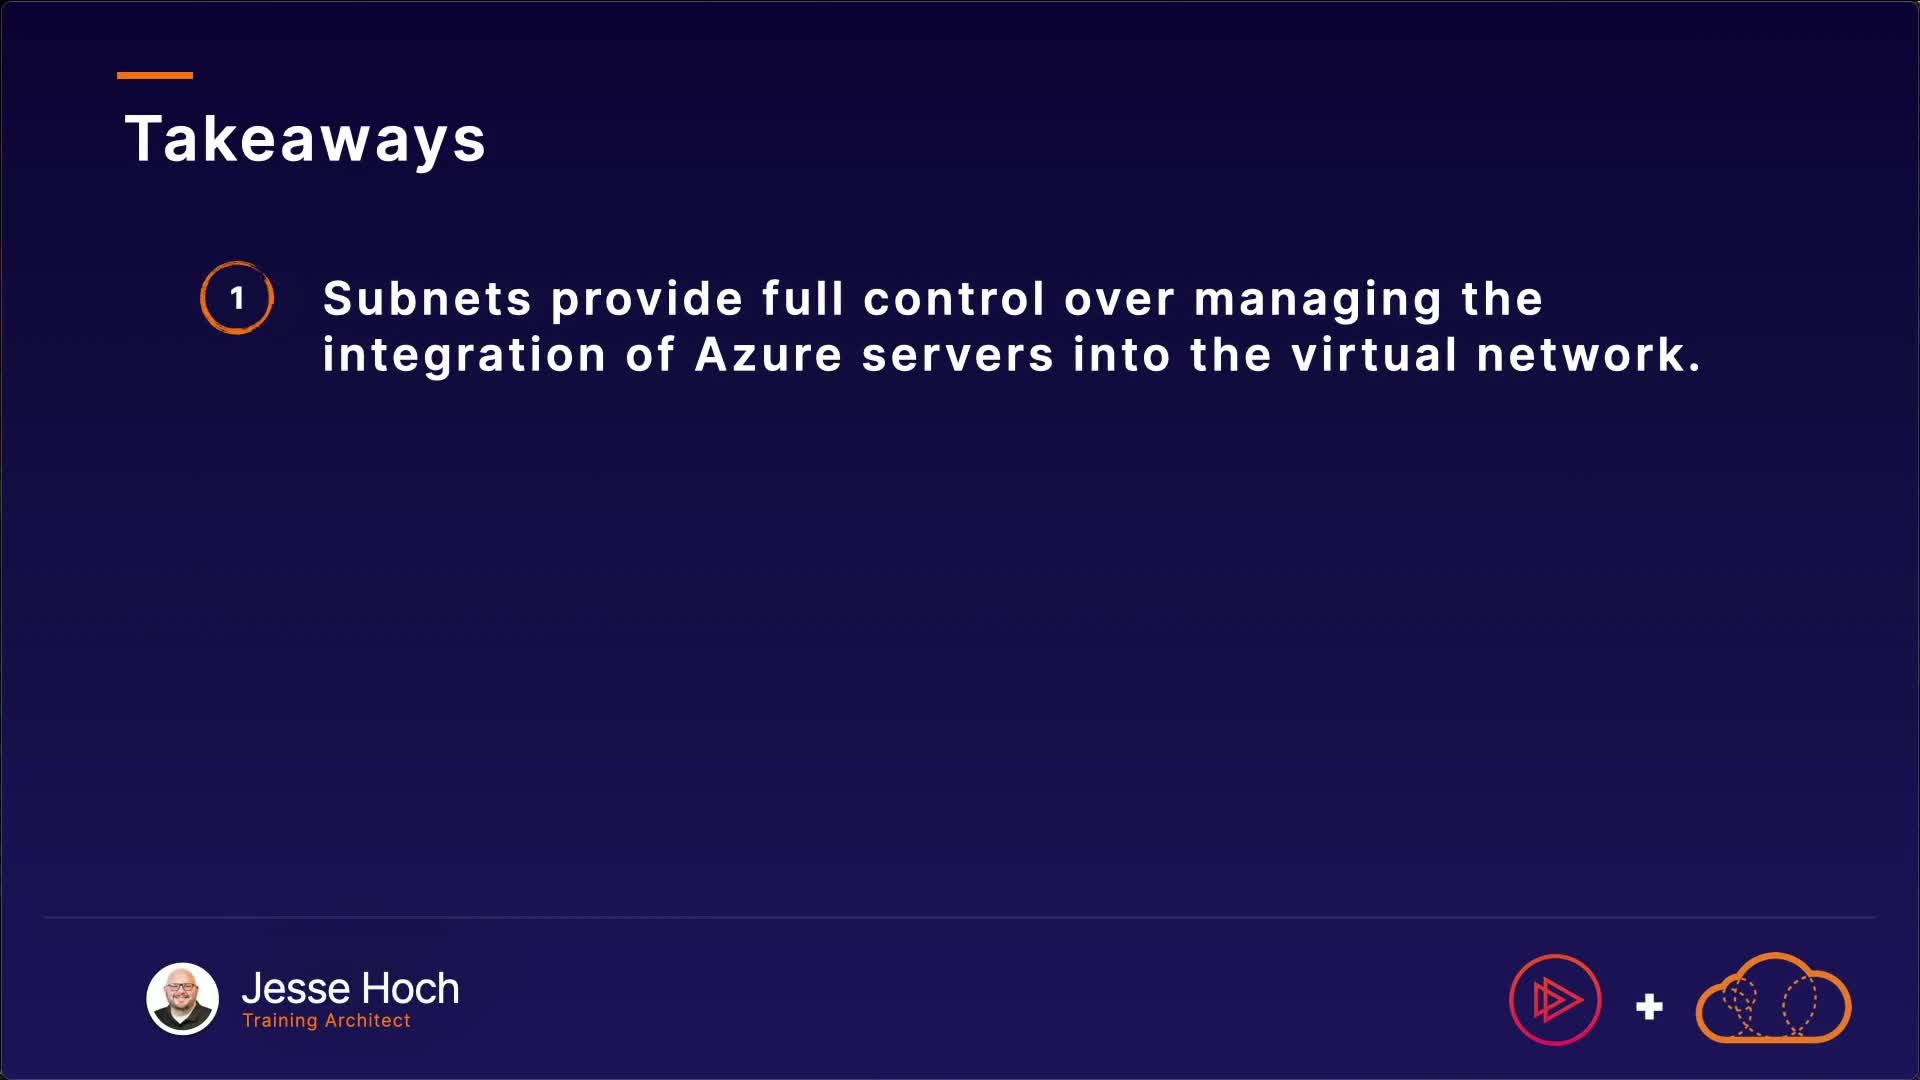 Takeaways
1
Subnets provide full control over managing the
integration of Azure servers into the virtual network.
Jesse Hoch
Training Architect